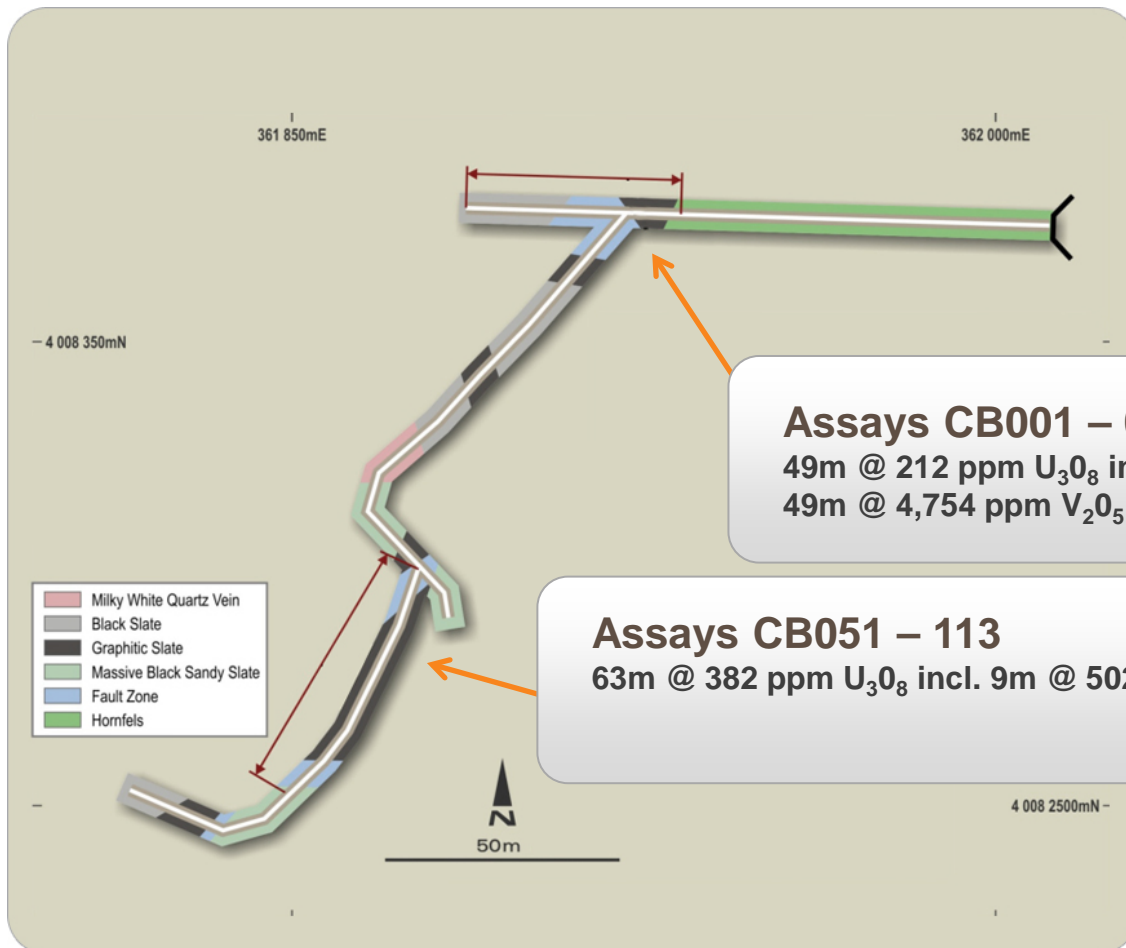 361 850mE
362 000mE
4 008 350mN
Assays CB001 –
49m @ 212 ppm U₃0₈
49m @ 4,754 ppm V₂0₅
Milky White Quartz Vein
Black Slate
Graphitic Slate
Massive Black Sandy Slate
Fault Zone
Hornfels
Assays CB051 – 113
63m @ 382 ppm U₃0₈ incl. 9m @
N
50m
4 008 2500mN